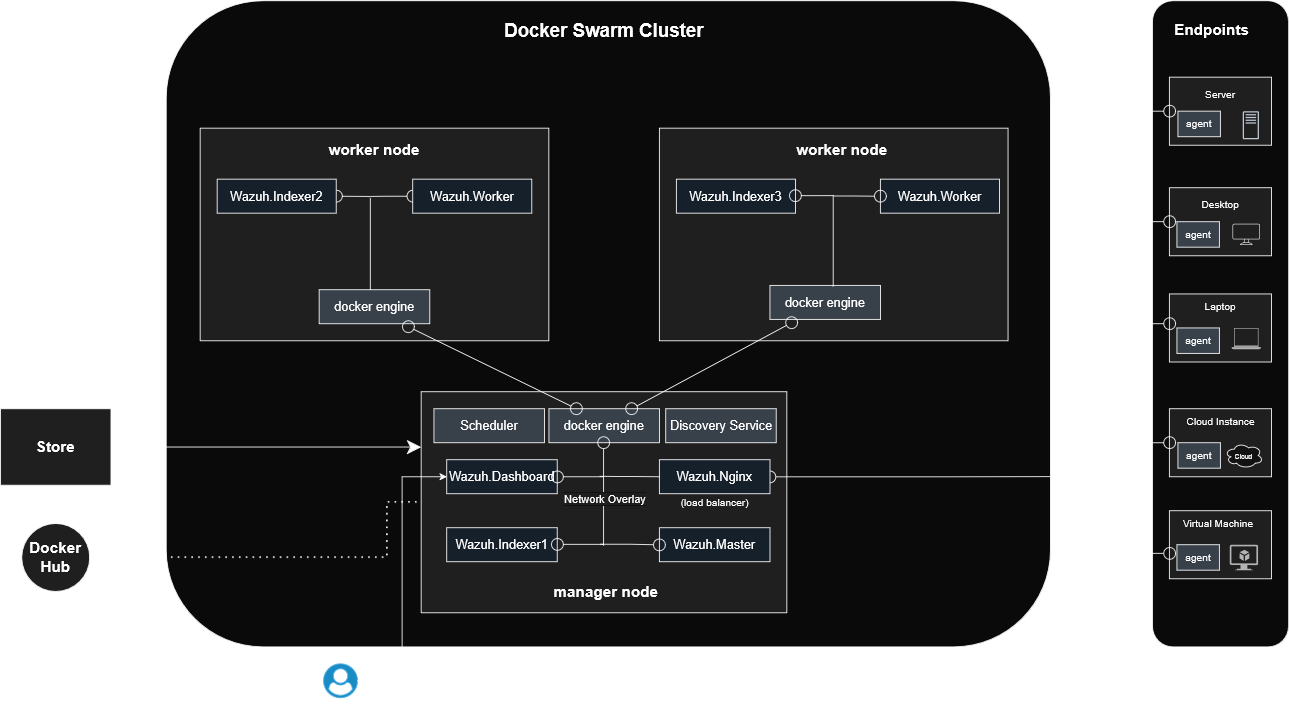 Docker Swarm Cluster
worker node
Wazuh.Indexer2
Wazuh.Worker
docker engine
worker node
Wazuh.Indexer3
Wazuh.Worker
docker engine
Scheduler
docker engine
Discovery Service
Wazuh.Dashboard
Wazuh.Nginx
Network Overlay
(load balancer)
Wazuh.Indexer1
Wazuh.Master
manager node
Store
Docker
Hub
Endpoints
Server
agent
Desktop
agent
Laptop
agent
Cloud Instance
agent
Cloud
Virtual Machine
agent